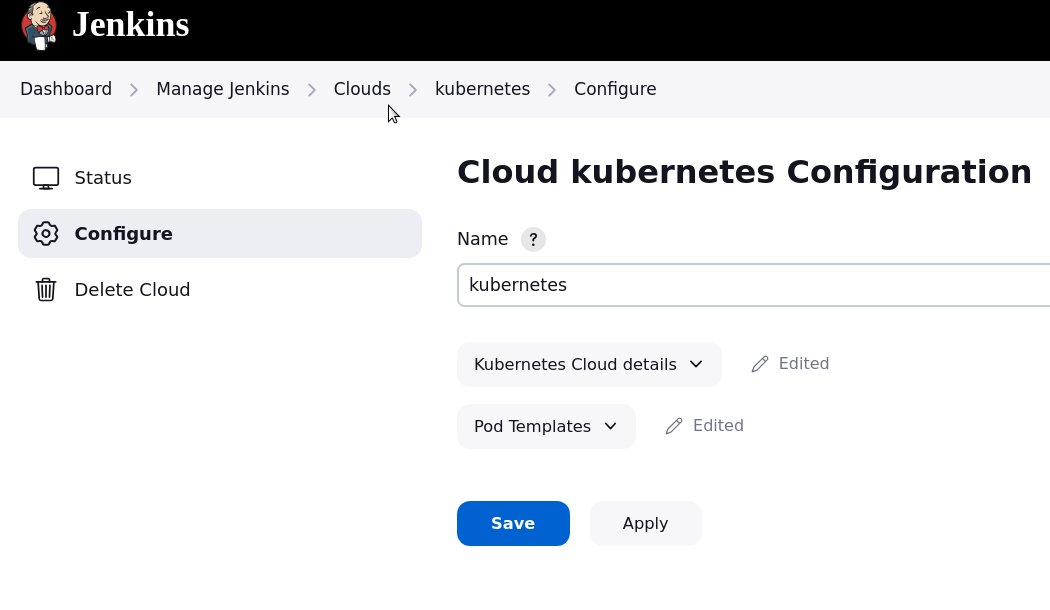 Jenkins
Dashboard Manage Jenkins Clouds kubernetes Configure
Status
Configure
Delete Cloud
Cloud kubernetes Configuration
Name ?
kubernetes
Kubernetes Cloud details Edited
Pod Templates Edited
Save Apply